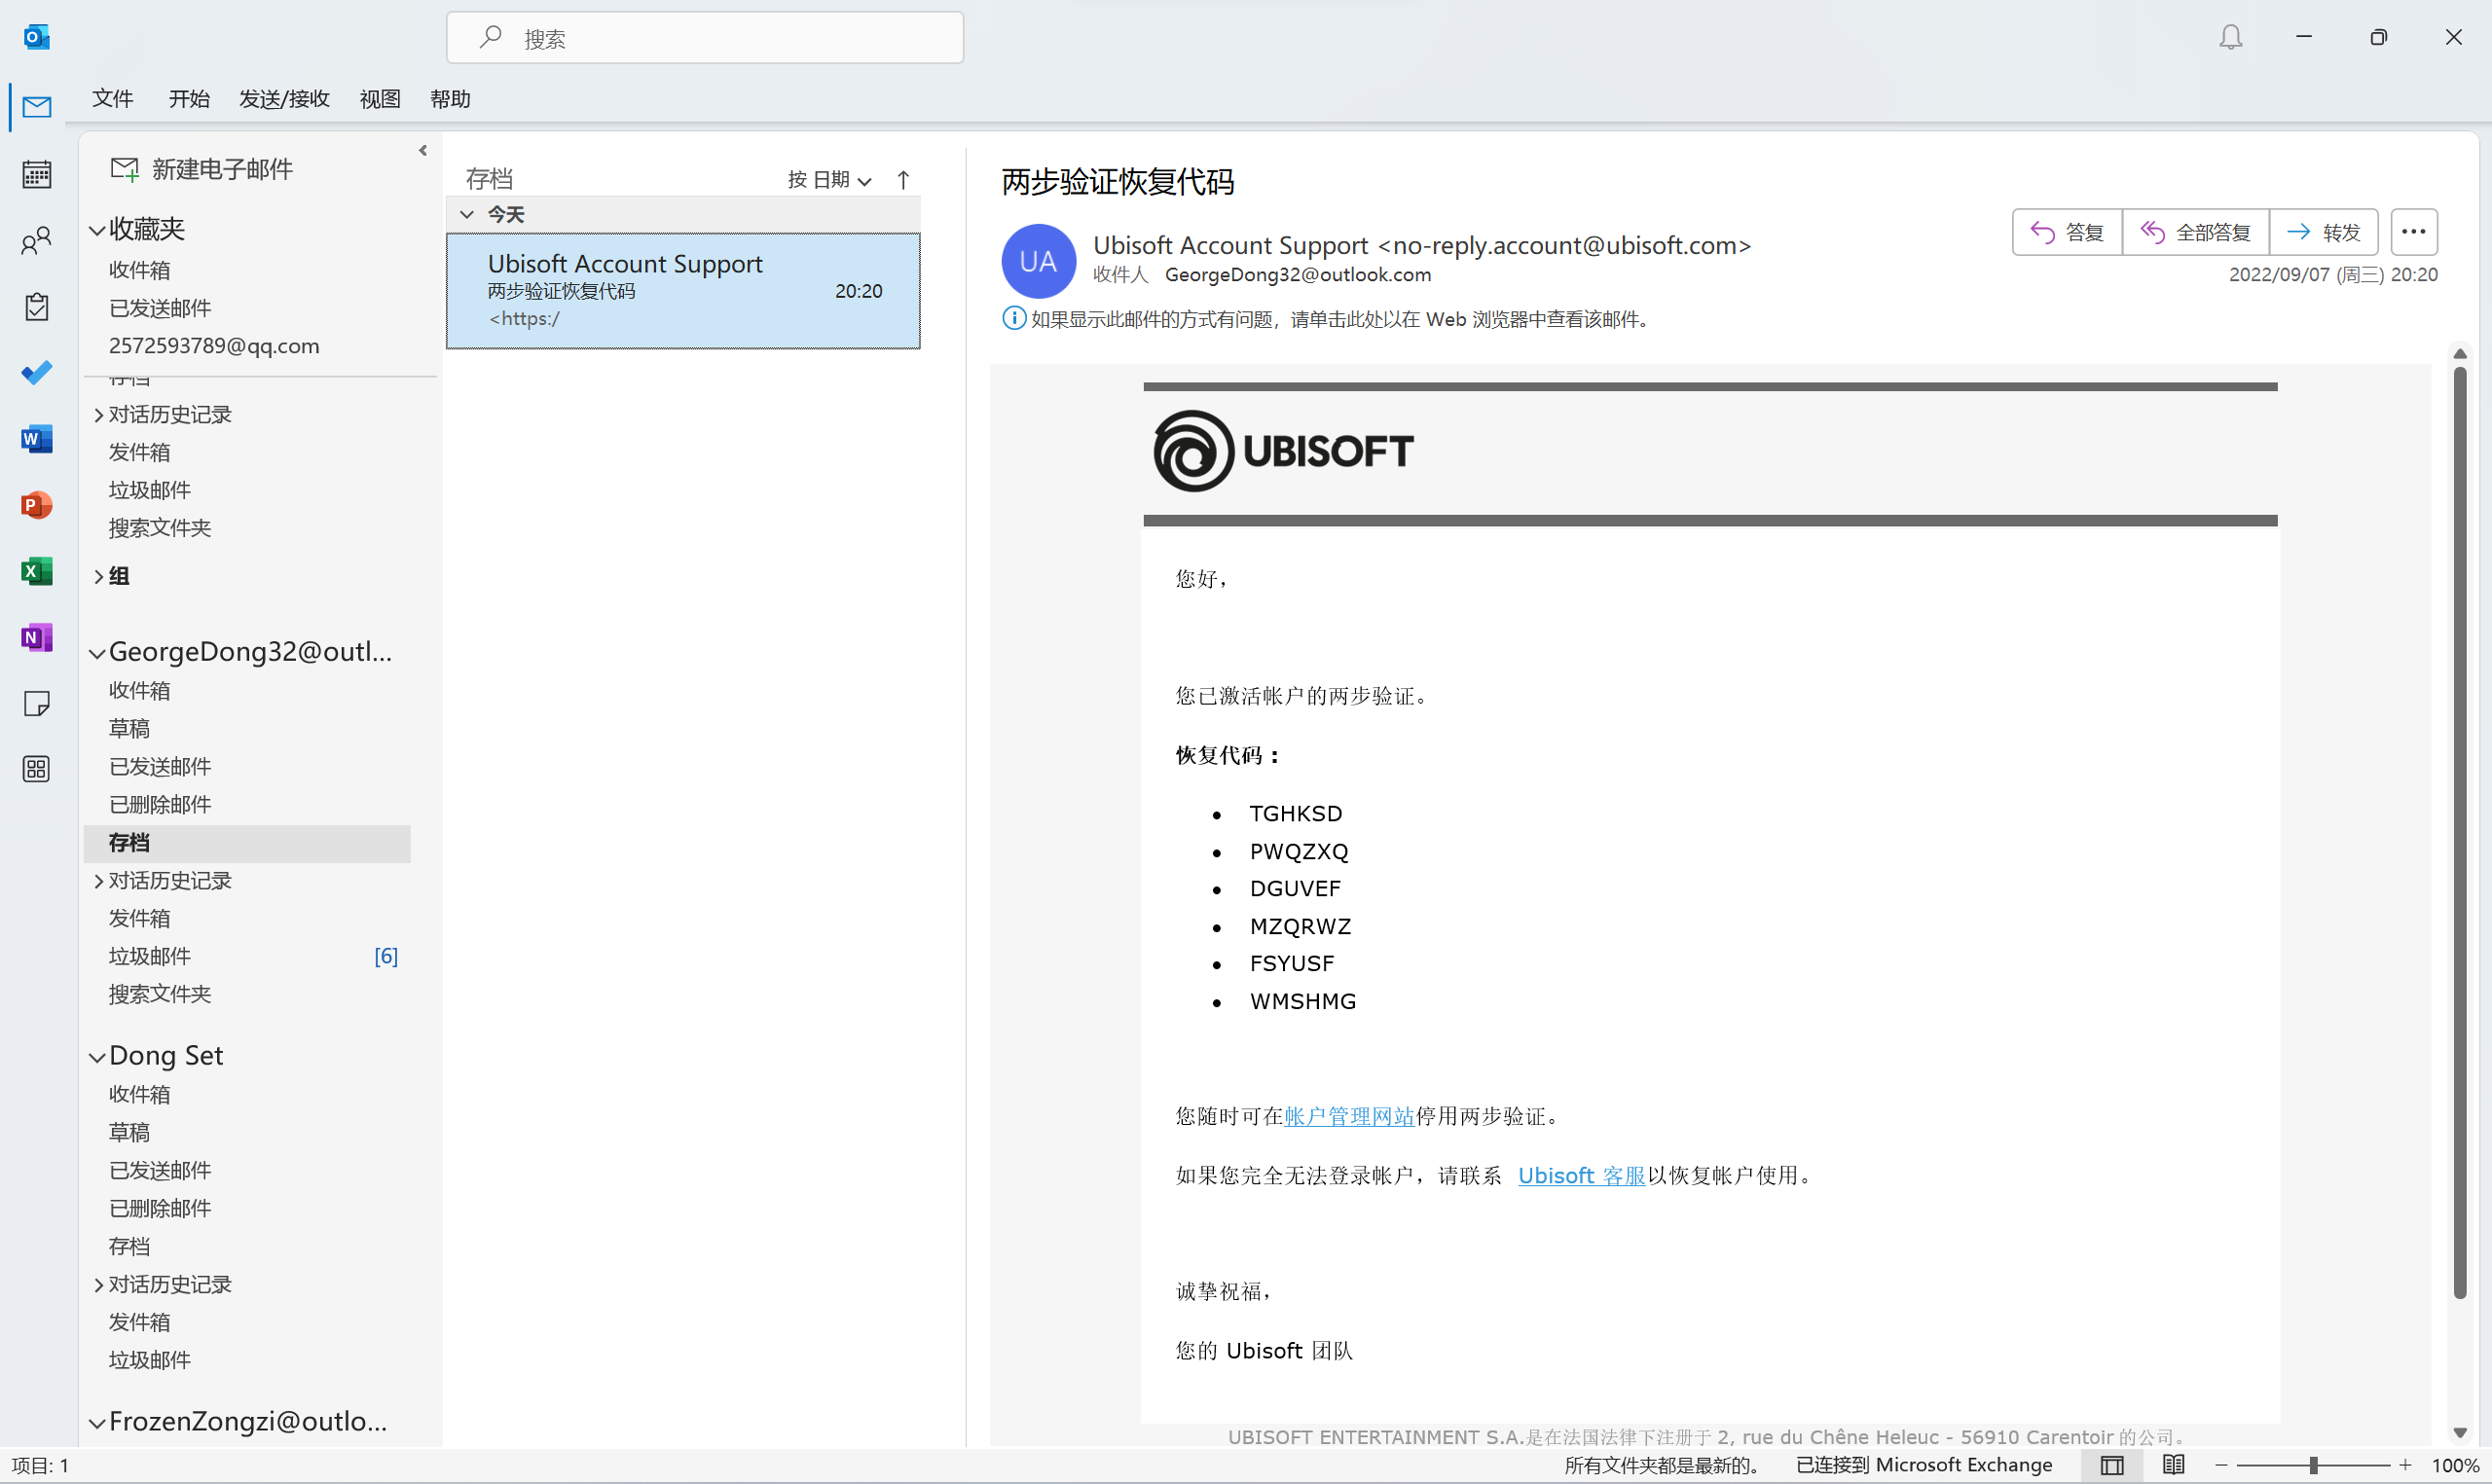 搜索
文件 开始 发送/接收 视图 帮助
新建电子邮件
收藏夹
收件箱
已发送邮件
2572593789@qq.com
存档
对话历史记录
发件箱
垃圾邮件
搜索文件夹
组
GeorgeDong32@outl...
收件箱
草稿
已发送邮件
已删除邮件
存档
对话历史记录
发件箱
垃圾邮件 [6]
搜索文件夹
Dong Set
收件箱
草稿
已发送邮件
已删除邮件
存档
对话历史记录
发件箱
垃圾邮件
FrozenZongzi@outlo...
存档 按 日期
今天
Ubisoft Account Support
两步验证恢复代码 20:20
<https:/
两步验证恢复代码
UA
Ubisoft Account Support <no-reply.account@ubisoft.com>
收件人 GeorgeDong32@outlook.com
答复 全部答复 转发
2022/09/07 (周三) 20:20
如果显示此邮件的方式有问题，请单击此处以在 Web 浏览器中查看该邮件。
UBISOFT
您好，
您已激活帐户的两步验证。
恢复代码：
• TGHKSD
• PWQZXQ
• DGUVEF
• MZQRWZ
• FSYUSF
• WMSHMG
您随时可在帐户管理网站停用两步验证。
如果您完全无法登录帐户，请联系 Ubisoft 客服以恢复帐户使用。
诚挚祝福，
您的 Ubisoft 团队
UBISOFT ENTERTAINMENT S.A.是在法国法律下注册于 2, rue du Chêne Heleuc - 56910 Carentoir 的公司。
项目: 1 所有文件夹都是最新的。 已连接到 Microsoft Exchange 100%